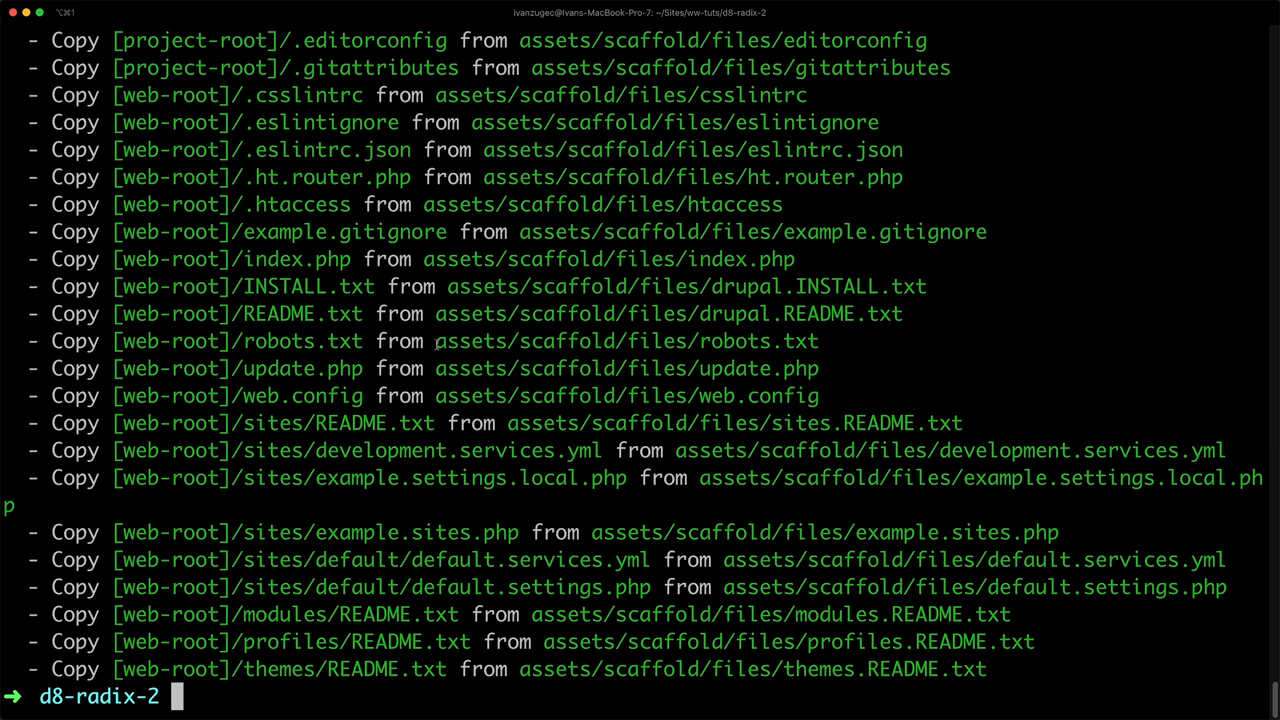 ⌥⌘1
ivanzugec@Ivans-MacBook-Pro-7: ~/Sites/ww-tuts/d8-radix-2
- Copy [project-root]/.editorconfig from assets/scaffold/files/editorconfig
- Copy [project-root]/.gitattributes from assets/scaffold/files/gitattributes
- Copy [web-root]/.csslintrc from assets/scaffold/files/csslintrc
- Copy [web-root]/.eslintignore from assets/scaffold/files/eslintignore
- Copy [web-root]/.eslintrc.json from assets/scaffold/files/eslintrc.json
- Copy [web-root]/.ht.router.php from assets/scaffold/files/ht.router.php
- Copy [web-root]/.htaccess from assets/scaffold/files/htaccess
- Copy [web-root]/example.gitignore from assets/scaffold/files/example.gitignore
- Copy [web-root]/index.php from assets/scaffold/files/index.php
- Copy [web-root]/INSTALL.txt from assets/scaffold/files/drupal.INSTALL.txt
- Copy [web-root]/README.txt from assets/scaffold/files/drupal.README.txt
- Copy [web-root]/robots.txt from assets/scaffold/files/robots.txt
- Copy [web-root]/update.php from assets/scaffold/files/update.php
- Copy [web-root]/web.config from assets/scaffold/files/web.config
- Copy [web-root]/sites/README.txt from assets/scaffold/files/sites.README.txt
- Copy [web-root]/sites/development.services.yml from assets/scaffold/files/development.services.yml
- Copy [web-root]/sites/example.settings.local.php from assets/scaffold/files/example.settings.local.ph
p
- Copy [web-root]/sites/example.sites.php from assets/scaffold/files/example.sites.php
- Copy [web-root]/sites/default/default.services.yml from assets/scaffold/files/default.services.yml
- Copy [web-root]/sites/default/default.settings.php from assets/scaffold/files/default.settings.php
- Copy [web-root]/modules/README.txt from assets/scaffold/files/modules.README.txt
- Copy [web-root]/profiles/README.txt from assets/scaffold/files/profiles.README.txt
- Copy [web-root]/themes/README.txt from assets/scaffold/files/themes.README.txt
➜ d8-radix-2